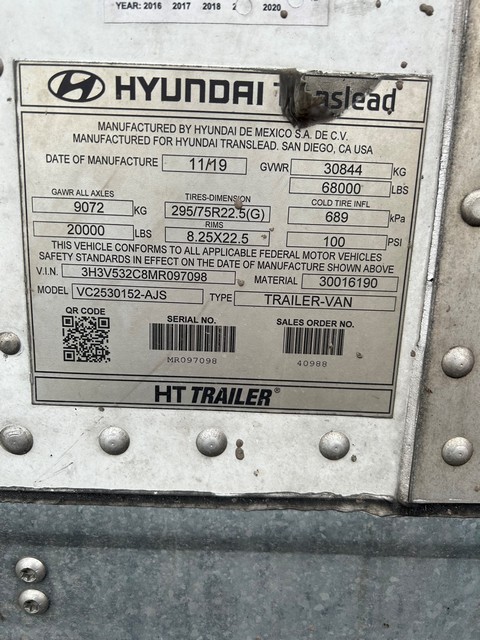 YEAR: 2016 2017 2018 2020
HYUNDAI Translead
MANUFACTURED BY HYUNDAI DE MEXICO S.A. DE C.V.
MANUFACTURED FOR HYUNDAI TRANSLEAD. SAN DIEGO, CA USA
DATE OF MANUFACTURE 11/19 GVWR 30844 KG
68000 LBS
GAWR ALL AXLES TIRES-DIMENSION COLD TIRE INFL
9072 KG 295/75R22.5(G) 689 kPa
RIMS
20000 LBS 8.25X22.5 100 PSI
THIS VEHICLE CONFORMS TO ALL APPLICABLE FEDERAL MOTOR VEHICLES
SAFETY STANDARDS IN EFFECT ON THE DATE OF MANUFACTURE SHOWN ABOVE
V.I.N. 3H3V532C8MR097098 MATERIAL 30016190
MODEL VC2530152-AJS TYPE TRAILER-VAN
QR CODE SERIAL NO. SALES ORDER NO.
MR097098 40988
HT TRAILER®